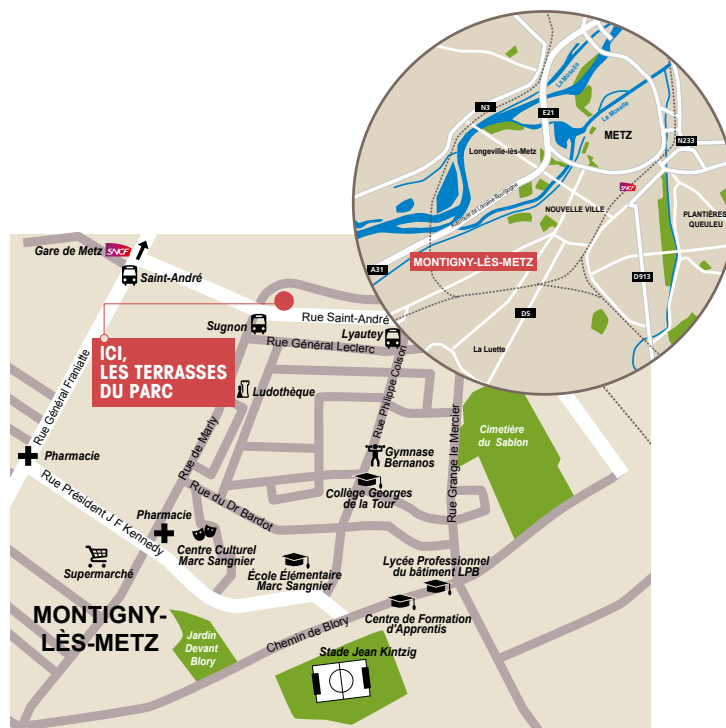 La Moselle
N3
E21
La Moselle
METZ
N233
Longeville-lès-Metz
SNCF
Autoroute de Lorraine-Bourgogne
NOUVELLE VILLE
PLANTIÈRES
QUEULEU
MONTIGNY-LÈS-METZ
A31
D913
D5
La Luette
Gare de Metz
SNCF
Saint-André
Rue Saint-André
Sugnon
Lyautey
Rue Général Leclerc
ICI,
LES TERRASSES
DU PARC
Rue Général Franiatte
Ludothèque
Rue Philippe Colson
Rue de Marly
Rue Grange le Mercier
Cimetière
du Sablon
Pharmacie
Gymnase
Bernanos
Collège Georges
de la Tour
Rue du Dr Bardot
Rue Président J F Kennedy
Pharmacie
Centre Culturel
Marc Sangnier
Supermarché
École Élémentaire
Marc Sangnier
Lycée Professionnel
du bâtiment LPB
MONTIGNY-
LÈS-METZ
Centre de Formation
d'Apprentis
Jardin
Devant
Blory
Chemin de Blory
Stade Jean Kintzig